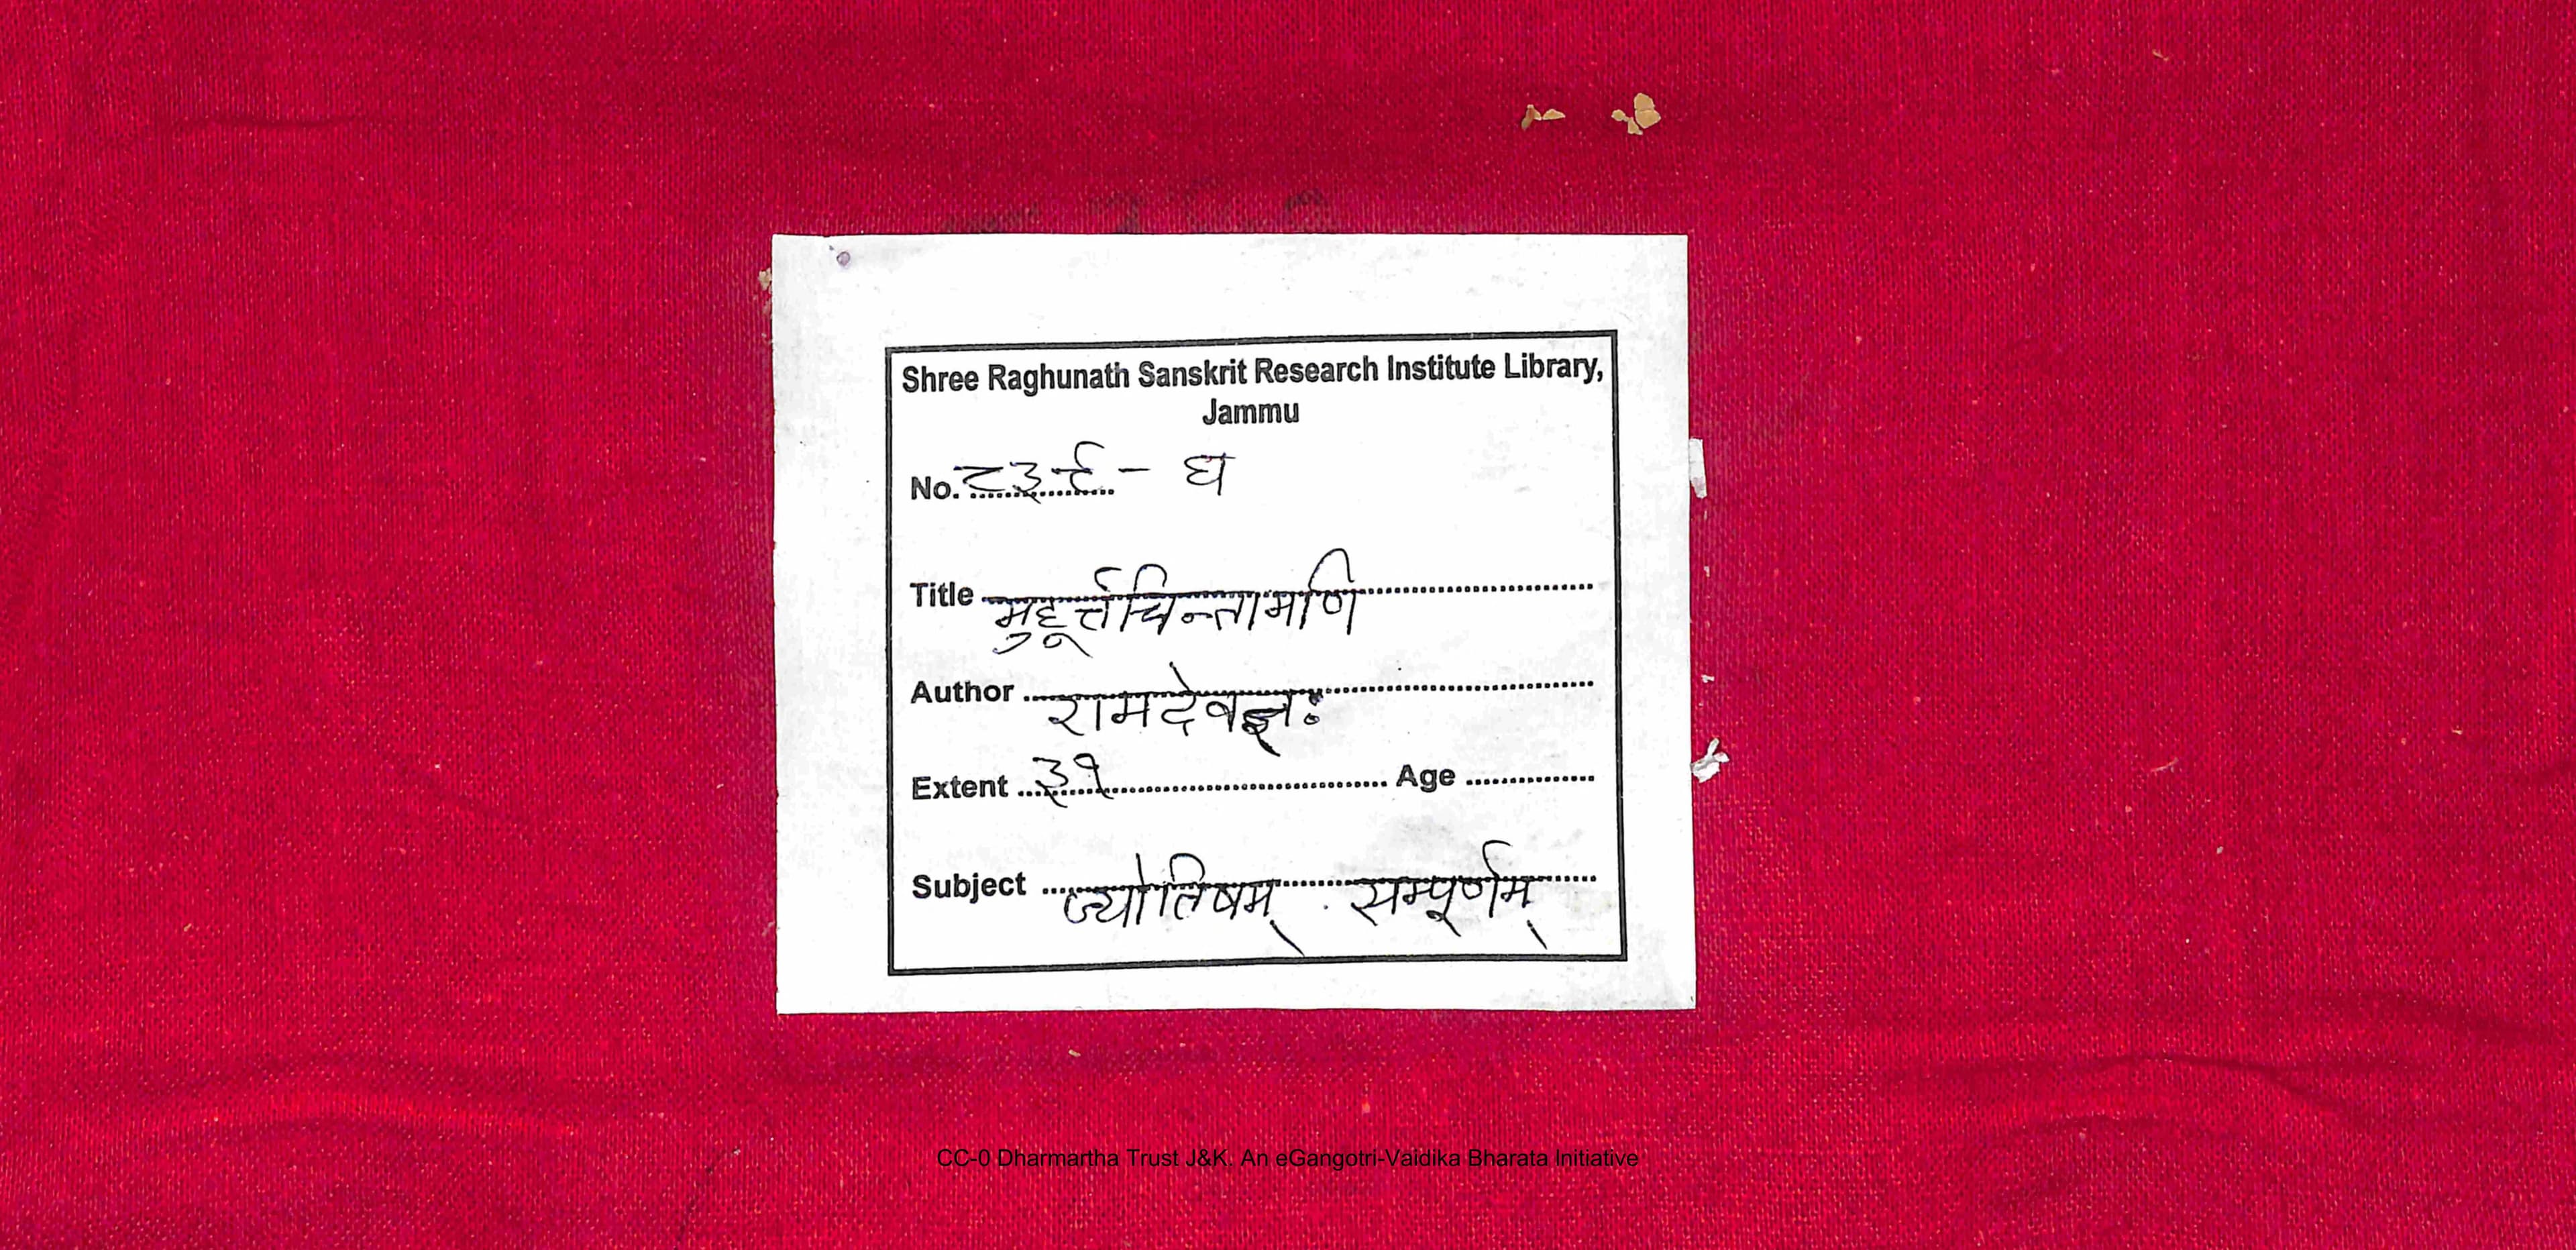 Shree Raghunath Sanskrit Research Institute Library,
Jammu
No. ८३९ - घ
Title मुहूर्त्तचिन्तामणि
Author रामदेवज्ञः
Extent ३१ Age
Subject ज्योतिषम् सम्पूर्णम्
CC-0 Dharmartha Trust J&K. An eGangotri-Vaidika Bharata Initiative